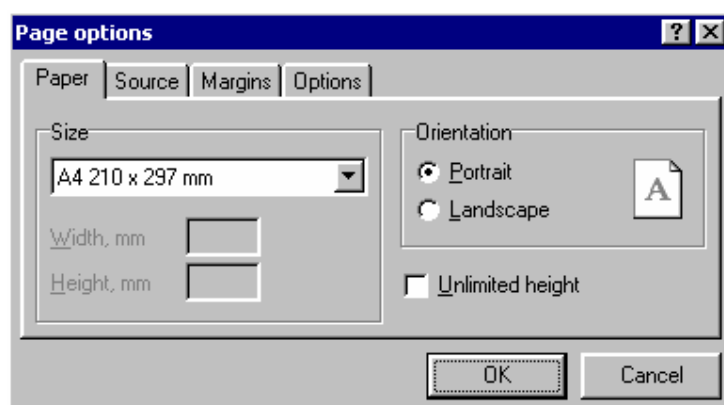 Page options
Paper Source Margins Options
Size
A4 210 x 297 mm
Width, mm
Height, mm
Orientation
Portrait
Landscape
A
Unlimited height
OK Cancel